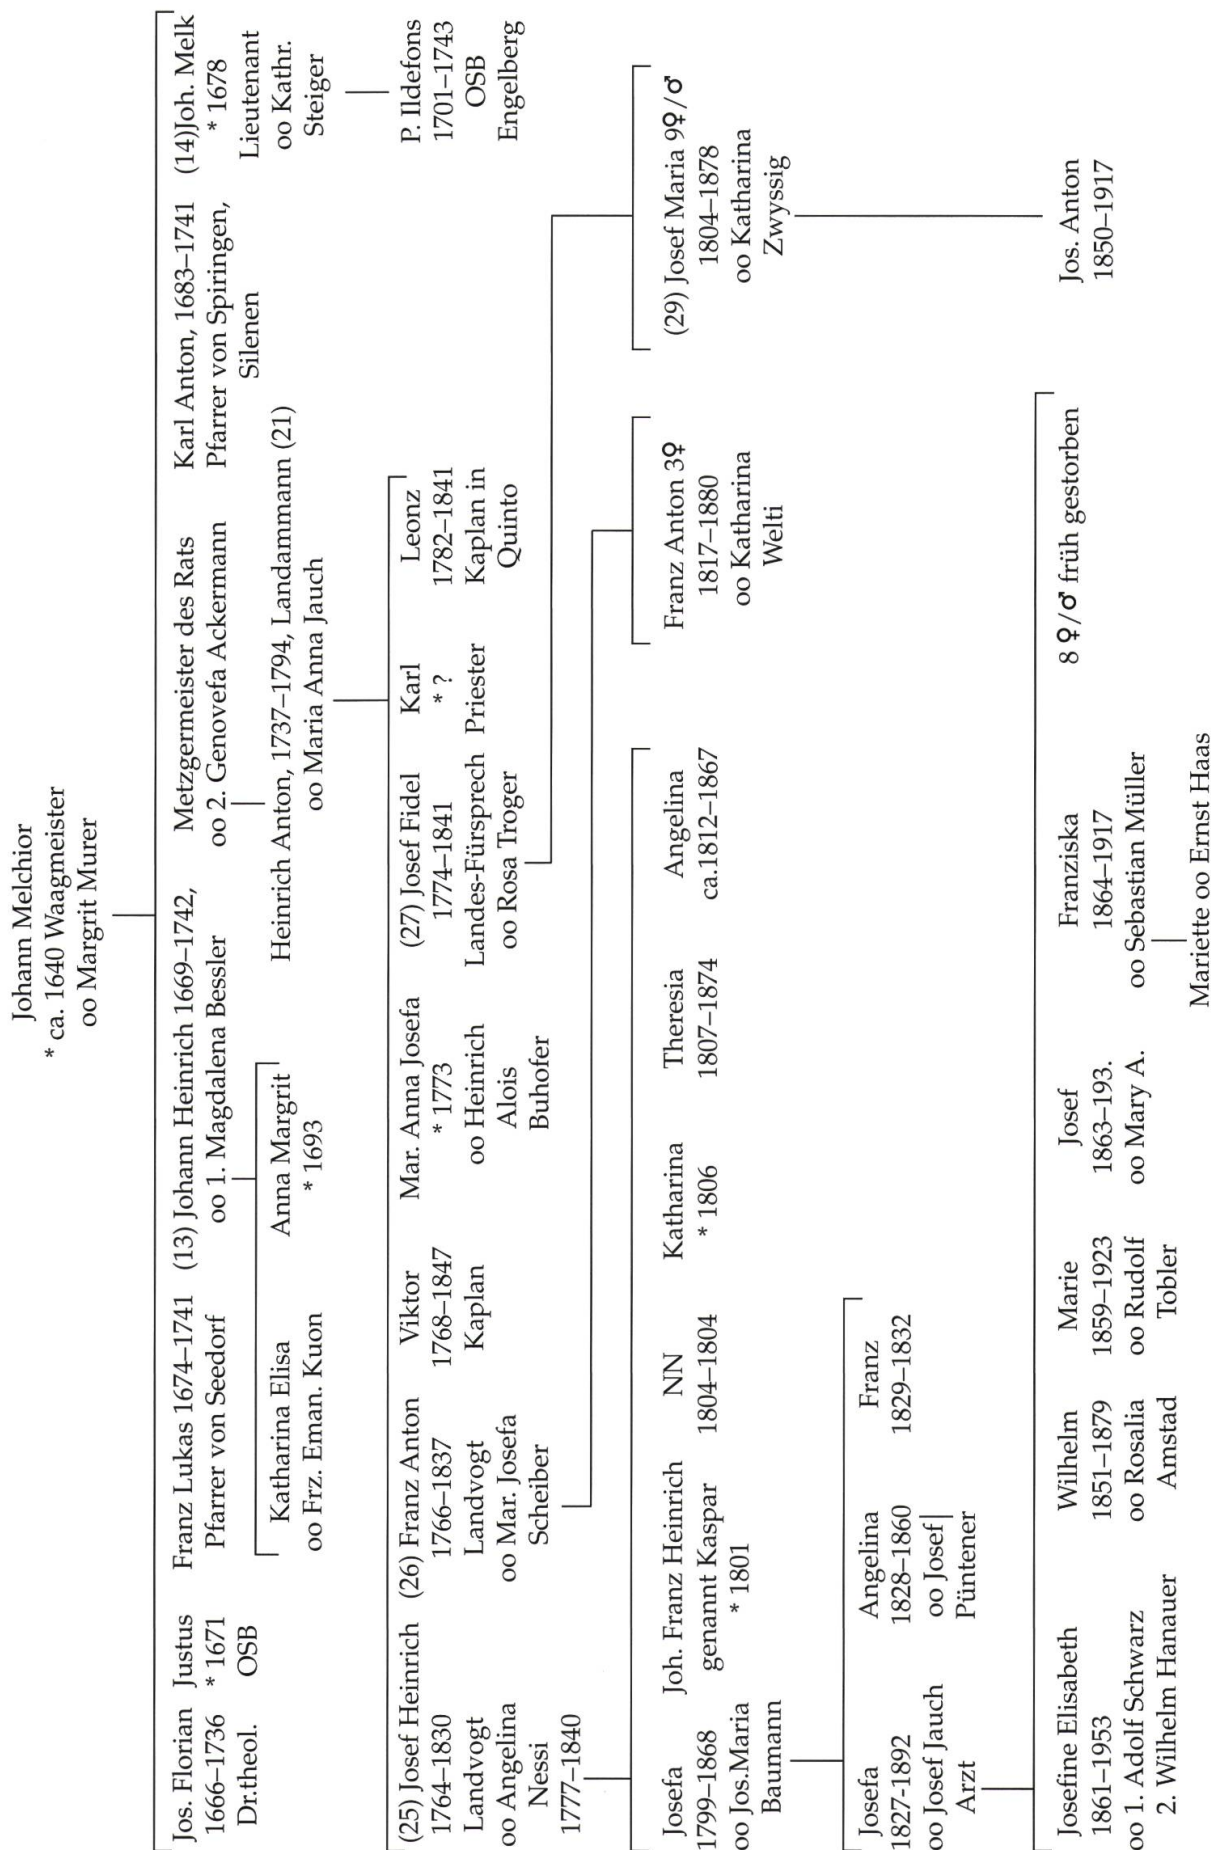 Johann Melchior
* ca. 1640 Waagmeister
oo Margrit Murer
Jos. Florian
1666–1736
Dr.theol.
Justus
* 1671
OSB
Franz Lukas 1674–1741
Pfarrer von Seedorf
(13) Johann Heinrich 1669–1742,
oo 1. Magdalena Bessler
Metzgermeister des Rats
oo 2. Genovefa Ackermann
Karl Anton, 1683–1741
Pfarrer von Spiringen,
Silenen
(14)Joh. Melk
* 1678
Lieutenant
oo Kathr.
Steiger
Katharina Elisa
oo Frz. Eman. Kuon
Anna Margrit
* 1693
Heinrich Anton, 1737–1794, Landammann (21)
oo Maria Anna Jauch
P. Ildefons
1701–1743
OSB
Engelberg
(25) Josef Heinrich
1764–1830
Landvogt
oo Angelina
Nessi
1777–1840
(26) Franz Anton
1766–1837
Landvogt
oo Mar. Josefa
Scheiber
Viktor
1768–1847
Kaplan
Mar. Anna Josefa
* 1773
oo Heinrich
Alois
Buhofer
(27) Josef Fidel
1774–1841
Landes-Fürsprech
oo Rosa Troger
Karl
* ?
Priester
Leonz
1782–1841
Kaplan in
Quinto
Josefa
1799–1868
oo Jos.Maria
Baumann
Joh. Franz Heinrich
genannt Kaspar
* 1801
NN
1804–1804
Katharina
* 1806
Theresia
1807–1874
Angelina
ca.1812–1867
Franz Anton 3♀
1817–1880
oo Katharina
Welti
(29) Josef Maria 9♀/♂
1804–1878
oo Katharina
Zwyssig
Josefa
1827-1892
oo Josef Jauch
Arzt
Angelina
1828–1860
oo Josef
Püntener
Franz
1829–1832
Josefine Elisabeth
1861–1953
oo 1. Adolf Schwarz
2. Wilhelm Hanauer
Wilhelm
1851–1879
oo Rosalia
Amstad
Marie
1859–1923
oo Rudolf
Tobler
Josef
1863–193.
oo Mary A.
Franziska
1864–1917
oo Sebastian Müller
Mariette oo Ernst Haas
8 ♀/♂ früh gestorben
Jos. Anton
1850–1917